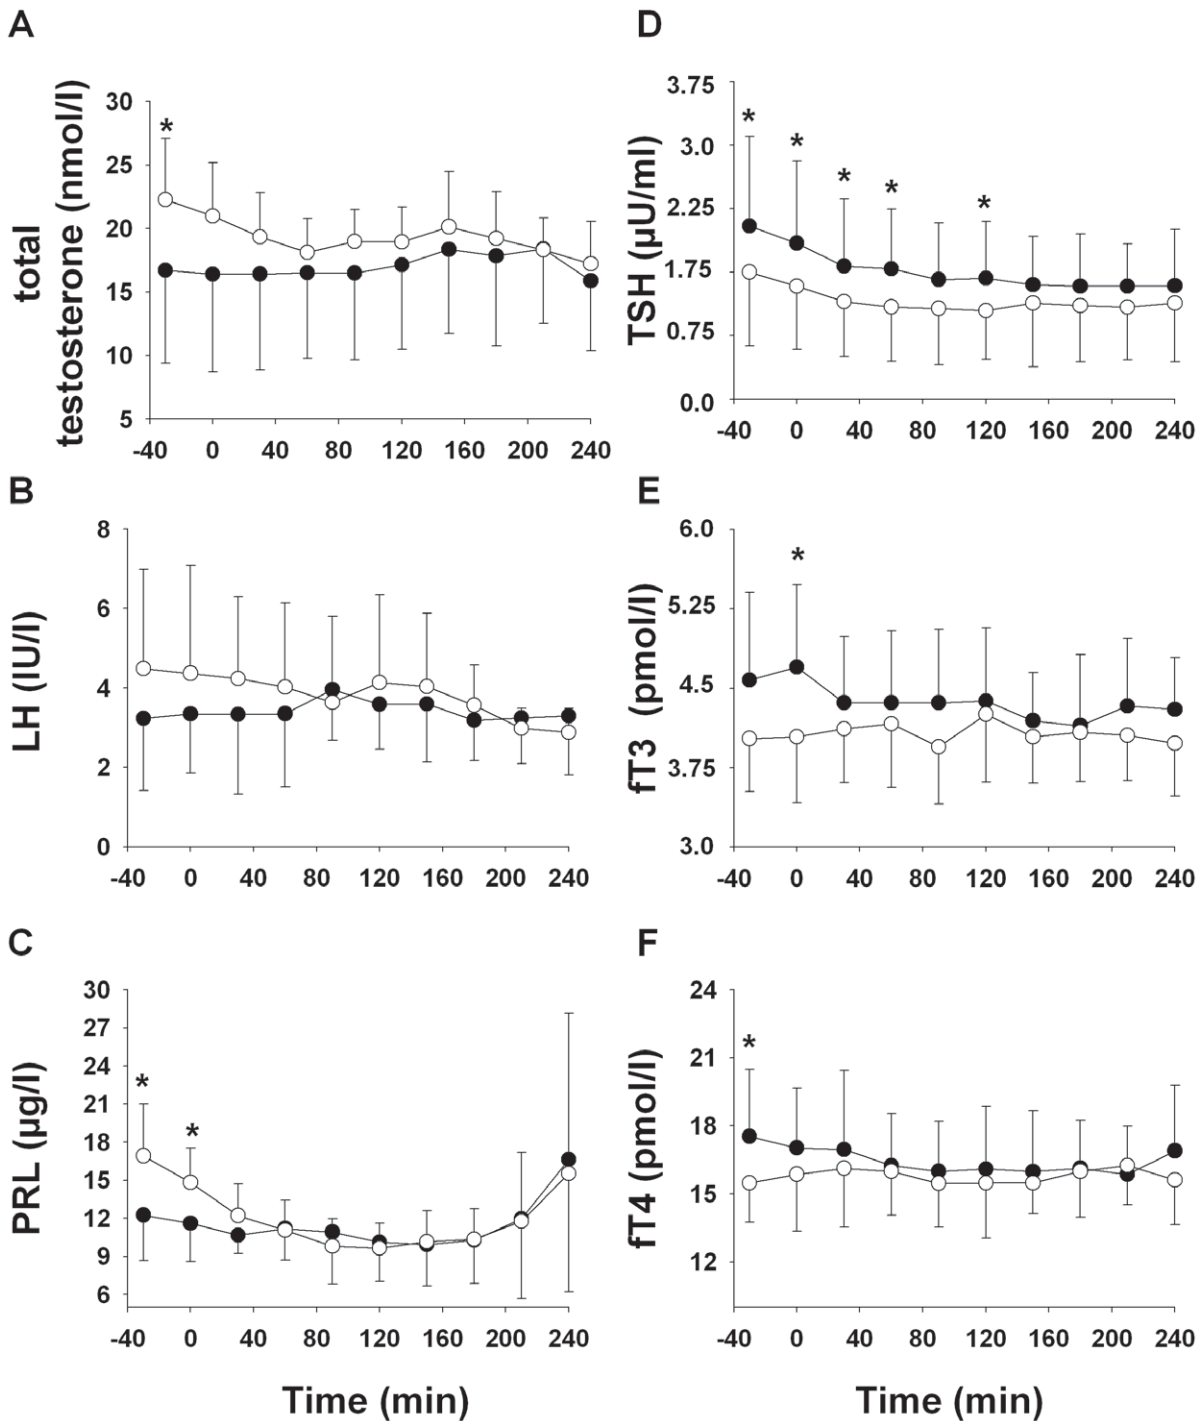 A
total
testosterone (nmol/l)
30
25
20
15
10
5
-40 0 40 80 120 160 200 240
*
B
LH (IU/l)
8
6
4
2
0
-40 0 40 80 120 160 200 240
C
PRL (µg/l)
30
27
24
21
18
15
12
9
6
-40 0 40 80 120 160 200 240
* *
Time (min)
D
TSH (µU/ml)
3.75
3.0
2.25
1.75
0.75
0.0
-40 0 40 80 120 160 200 240
* * * * *
E
fT3 (pmol/l)
6.0
5.25
4.5
3.75
3.0
-40 0 40 80 120 160 200 240
*
F
fT4 (pmol/l)
24
21
18
15
12
-40 0 40 80 120 160 200 240
*
Time (min)